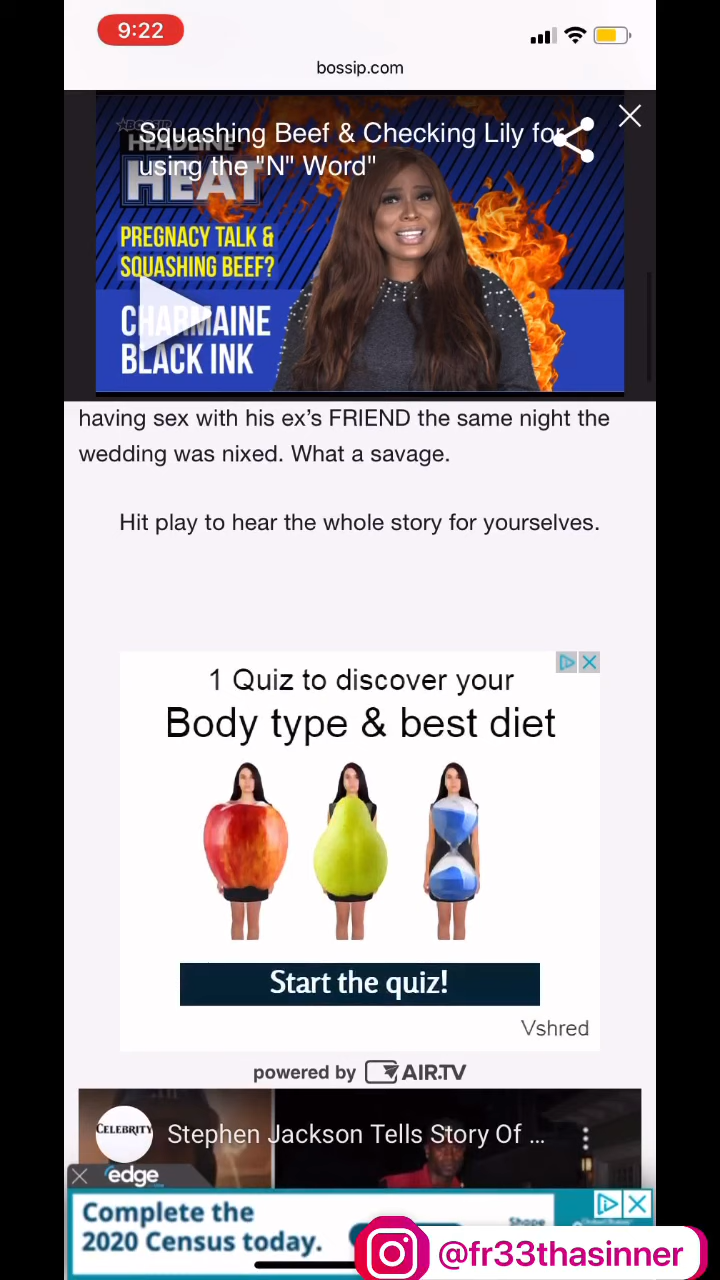 9:22
bossip.com
Squashing Beef & Checking Lily for
using the "N" Word"
BOSSIP
HEADLINE
HEAT
PREGNACY TALK &
SQUASHING BEEF?
CHARMAINE
BLACK INK
having sex with his ex's FRIEND the same night the
wedding was nixed. What a savage.
Hit play to hear the whole story for yourselves.
1 Quiz to discover your
Body type & best diet
Start the quiz!
Vshred
powered by AIR.TV
CELEBRITY
Stephen Jackson Tells Story Of ...
edge
Complete the
2020 Census today.
Shape
@fr33thasinner